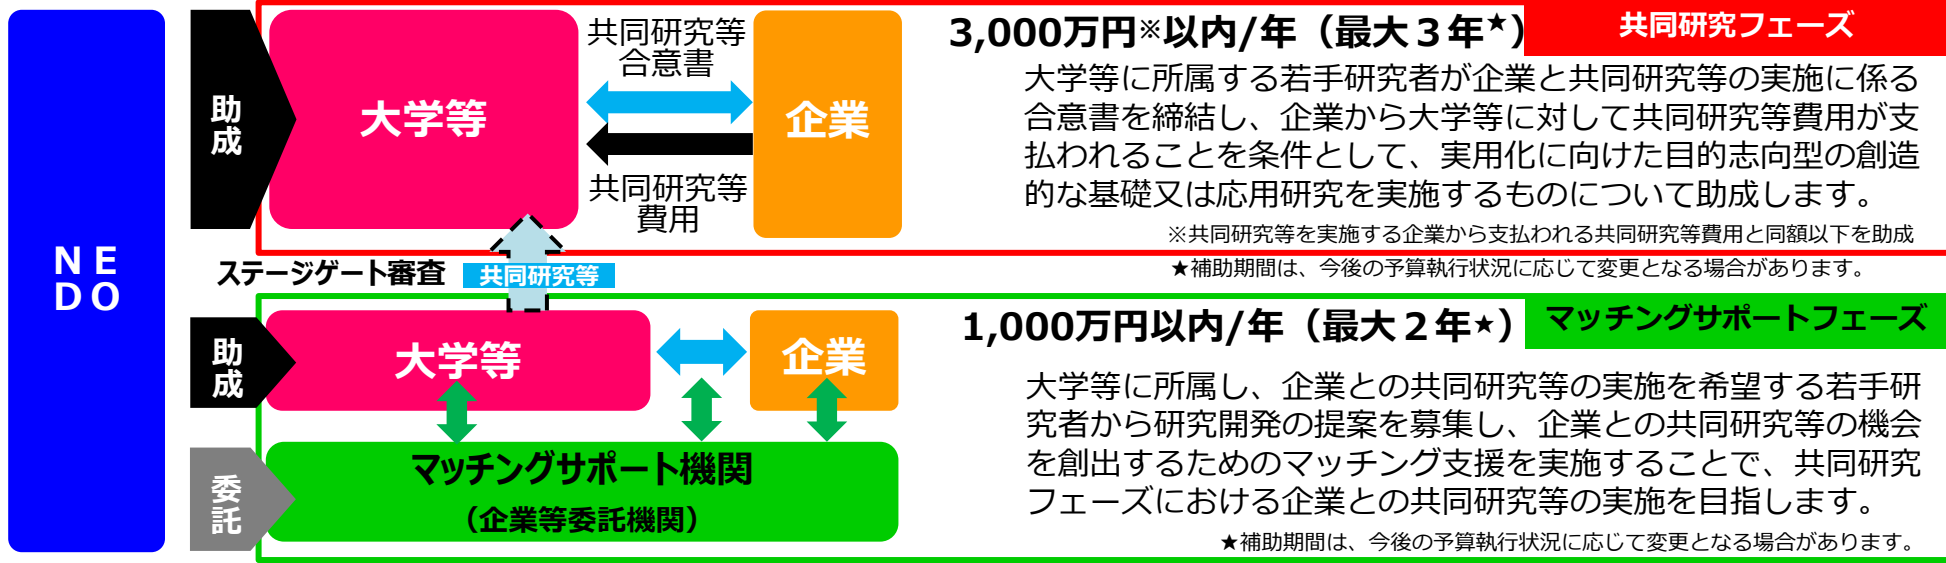 NE
DO
助
成
大学等
共同研究等
合意書
共同研究等
費用
企業
3,000万円※以内/年（最大３年★）
共同研究フェーズ
大学等に所属する若手研究者が企業と共同研究等の実施に係る
合意書を締結し、企業から大学等に対して共同研究等費用が支
払われることを条件として、実用化に向けた目的志向型の創造
的な基礎又は応用研究を実施するものについて助成します。
※共同研究等を実施する企業から支払われる共同研究等費用と同額以下を助成
★補助期間は、今後の予算執行状況に応じて変更となる場合があります。
ステージゲート審査
共同研究等
助
成
大学等
企業
委
託
マッチングサポート機関
（企業等委託機関）
1,000万円以内/年（最大２年★）
マッチングサポートフェーズ
大学等に所属し、企業との共同研究等の実施を希望する若手研
究者から研究開発の提案を募集し、企業との共同研究等の機会
を創出するためのマッチング支援を実施することで、共同研究
フェーズにおける企業との共同研究等の実施を目指します。
★補助期間は、今後の予算執行状況に応じて変更となる場合があります。